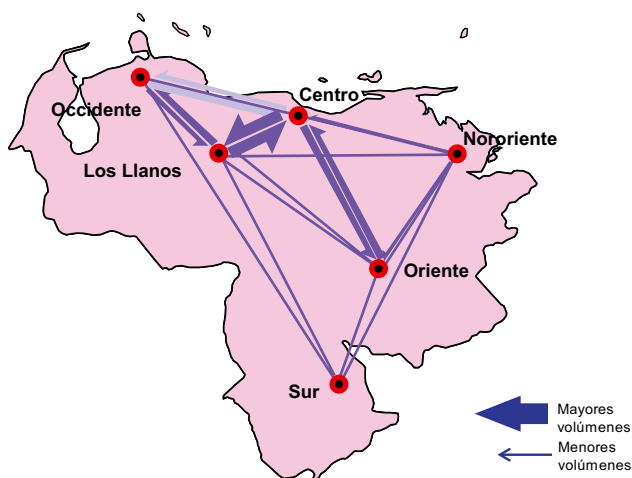 Centro
Occidente
Nororiente
Los Llanos
Oriente
Sur
Mayores
volúmenes
Menores
volúmenes